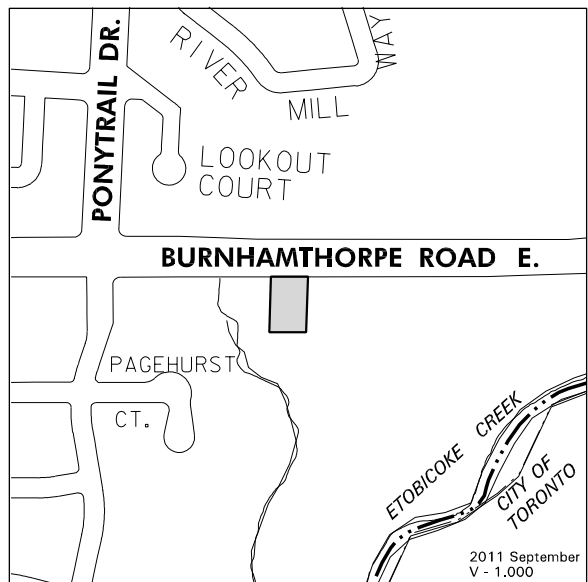 RIVER
MILL
WAY
PONYTRAIL DR.
LOOKOUT
COURT
BURNHAMTHORPE ROAD E.
PAGEHURST
CT.
ETOBICOKE CREEK
CITY OF
TORONTO
2011 September
V - 1.000